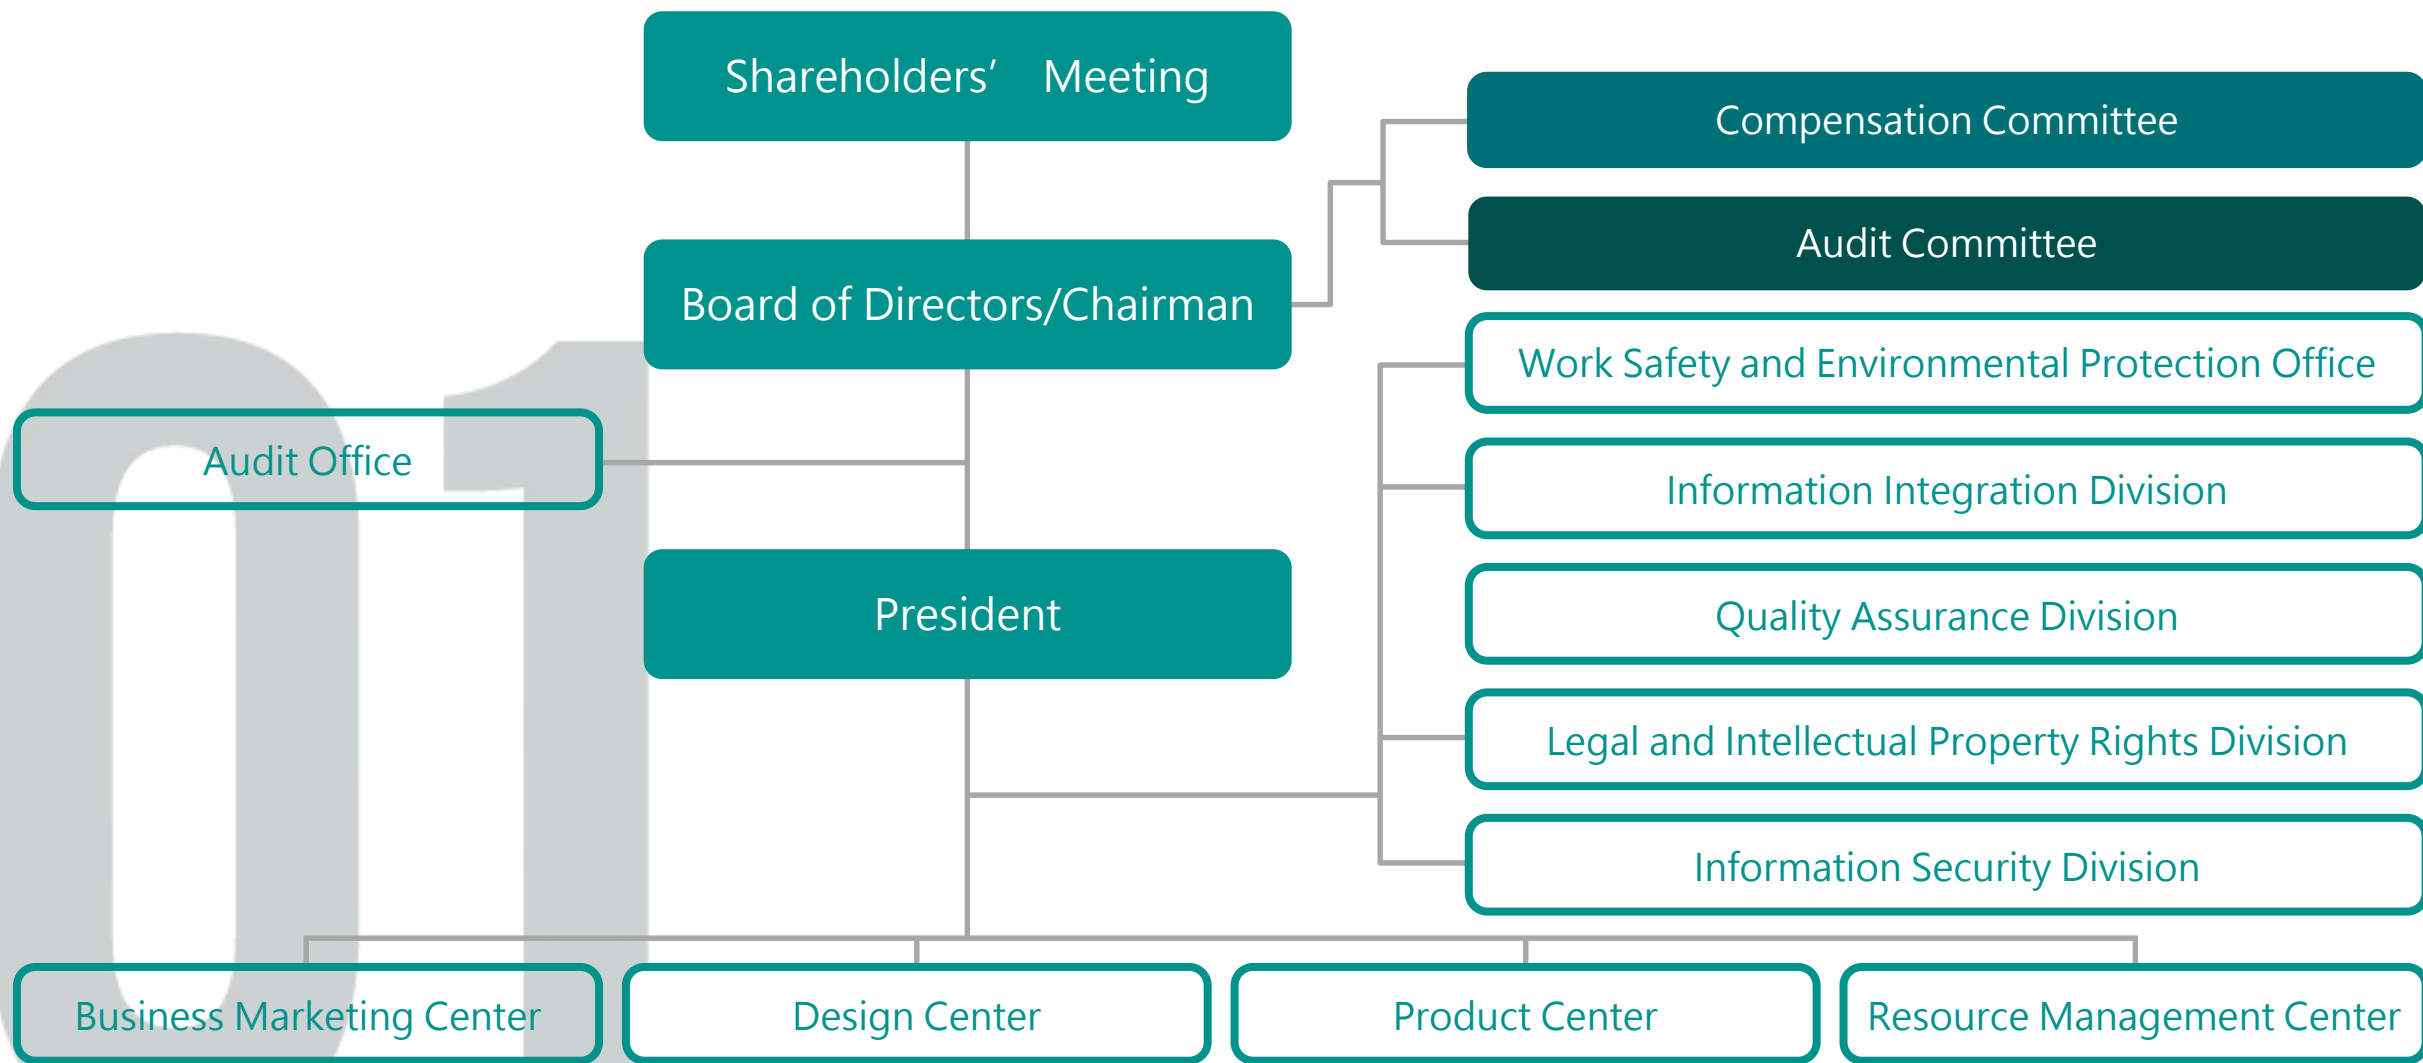 Shareholders’ Meeting
Compensation Committee
Audit Committee
Board of Directors/Chairman
Work Safety and Environmental Protection Office
Audit Office
Information Integration Division
President
Quality Assurance Division
Legal and Intellectual Property Rights Division
Information Security Division
01
Business Marketing Center
Design Center
Product Center
Resource Management Center